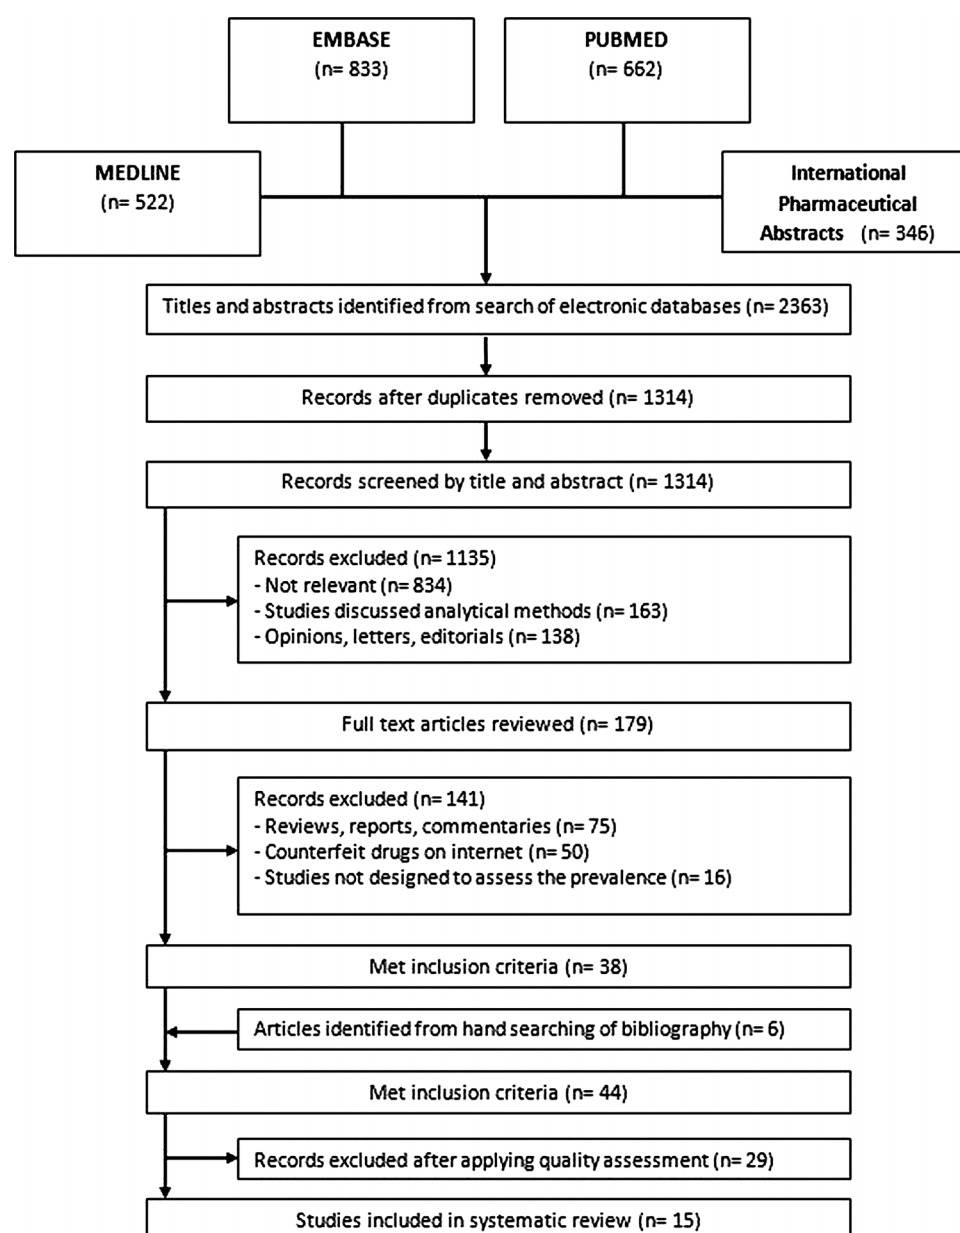 EMBASE
(n= 833)
PUBMED
(n= 662)
MEDLINE
(n= 522)
International
Pharmaceutical
Abstracts (n= 346)
Titles and abstracts identified from search of electronic databases (n= 2363)
Records after duplicates removed (n= 1314)
Records screened by title and abstract (n= 1314)
Records excluded (n= 1135)
- Not relevant (n= 834)
- Studies discussed analytical methods (n= 163)
- Opinions, letters, editorials (n= 138)
Full text articles reviewed (n= 179)
Records excluded (n= 141)
- Reviews, reports, commentaries (n= 75)
- Counterfeit drugs on internet (n= 50)
- Studies not designed to assess the prevalence (n= 16)
Met inclusion criteria (n= 38)
Articles identified from hand searching of bibliography (n= 6)
Met inclusion criteria (n= 44)
Records excluded after applying quality assessment (n= 29)
Studies included in systematic review (n= 15)